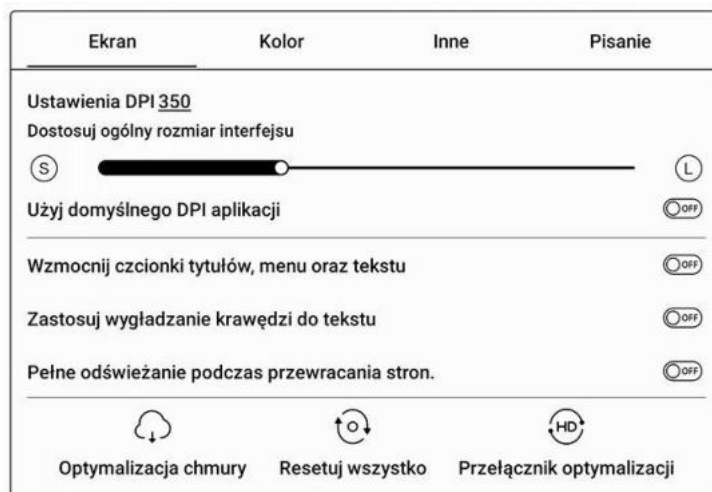 Ekran Kolor Inne Pisanie
Ustawienia DPI 350
Dostosuj ogólny rozmiar interfejsu
S L
Użyj domyślnego DPI aplikacji OFF
Wzmocnij czcionki tytułów, menu oraz tekstu OFF
Zastosuj wygładzanie krawędzi do tekstu OFF
Pełne odświeżanie podczas przewracania stron. OFF
HD
Optymalizacja chmury Resetuj wszystko Przełącznik optymalizacji